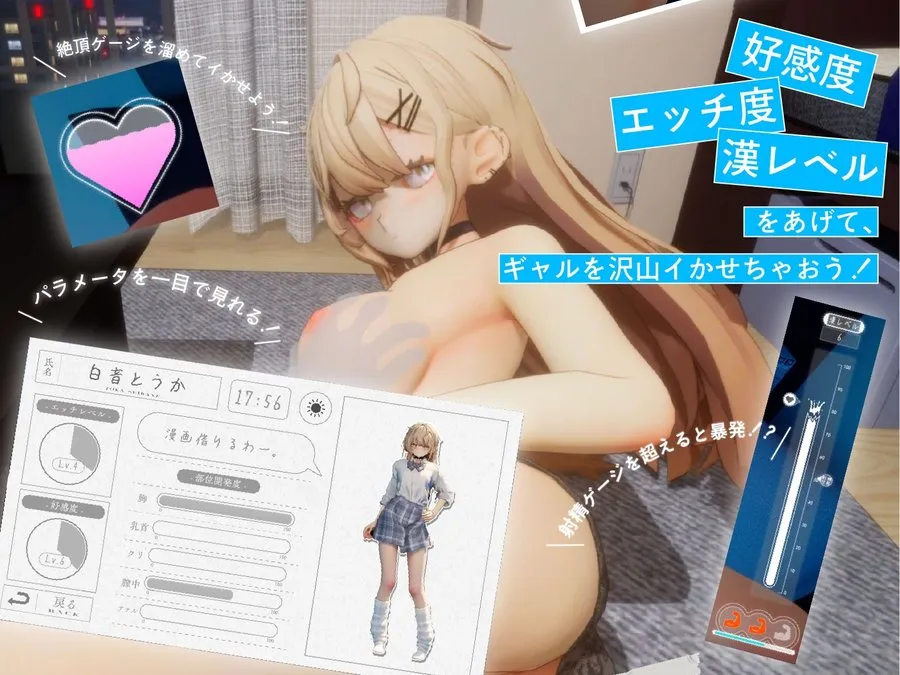 絶頂ゲージを溜めてイかせよう!!
好感度
エッチ度
漢レベル
をあげて、
ギャルを沢山イかせちゃおう！
パラメータを一目で見れる！
氏名
白音とうか
17:56
エッチレベル
Lv.4
好感度
Lv.6
漫画借りるわー。
部位開発度
胸
乳首
クリ
膣中
アナル
戻る
BACK
漢レベル
6
射精ゲージを超えると暴発！？